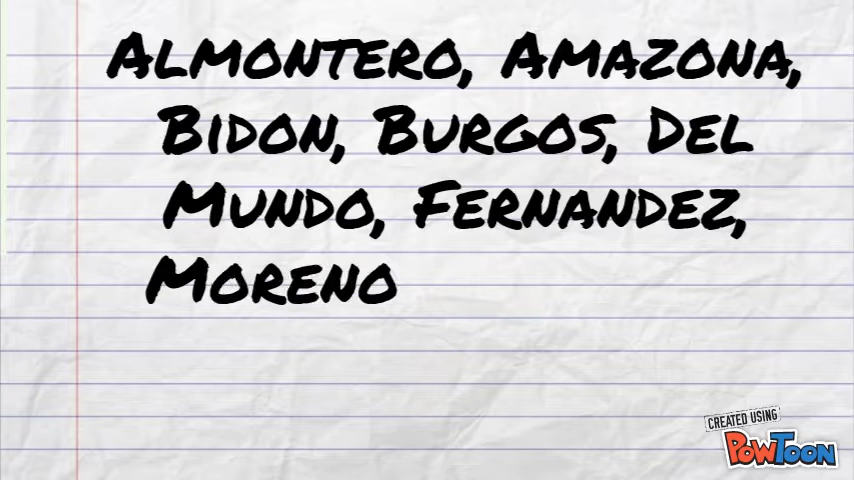 Almontero, Amazona,
Bidon, Burgos, Del
Mundo, Fernandez,
Moreno
CREATED USING
PowToon